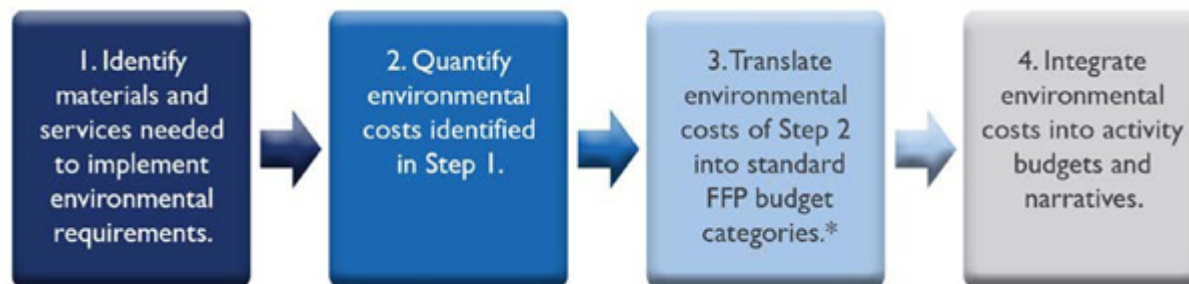 1. Identify
materials and
services needed
to implement
environmental
requirements.
2. Quantify
environmental
costs identified
in Step 1.
3. Translate
environmental
costs of Step 2
into standard
FFP budget
categories.*
4. Integrate
environmental
costs into activity
budgets and
narratives.